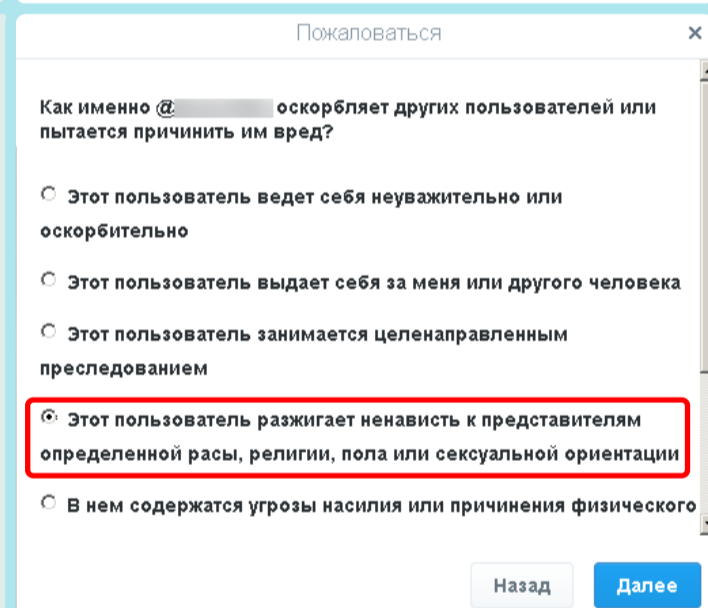 Пожаловаться
×
Как именно @ оскорбляет других пользователей или
пытается причинить им вред?
Этот пользователь ведет себя неуважительно или
оскорбительно
Этот пользователь выдает себя за меня или другого человека
Этот пользователь занимается целенаправленным
преследованием
Этот пользователь разжигает ненависть к представителям
определенной расы, религии, пола или сексуальной ориентации
В нем содержатся угрозы насилия или причинения физического
Назад Далее